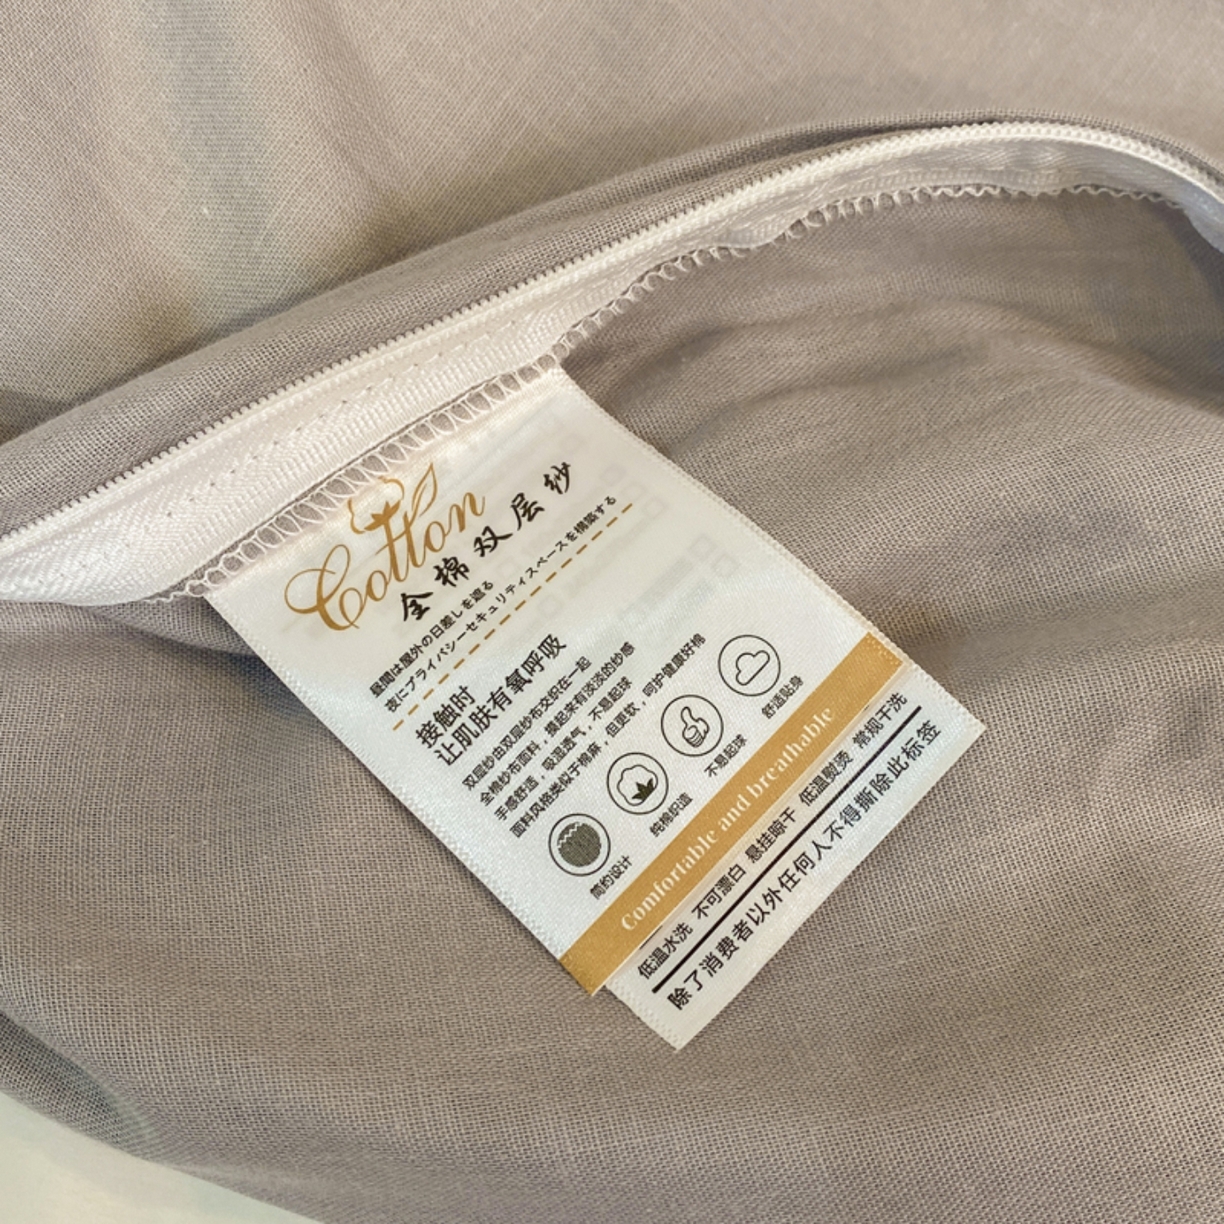 Cotton
全棉双层纱
昼間は屋外の日差しを遮る
夜にプライバシーセキュリティスペースを構築する
接触时
让肌肤有氧呼吸
双层纱由双层纱布交织在一起
全棉纱布面料，摸起来有淡淡的纱感
手感舒适，吸湿透气，不易起球
面料风格类似于棉麻，但更软，呵护健康好棉
简约设计
纯棉织造
不易起球
舒适贴身
Comfortable and breathable
低温水洗 不可漂白 悬挂晾干 低温熨烫 常规干洗
除了消费者以外任何人不得撕除此标签